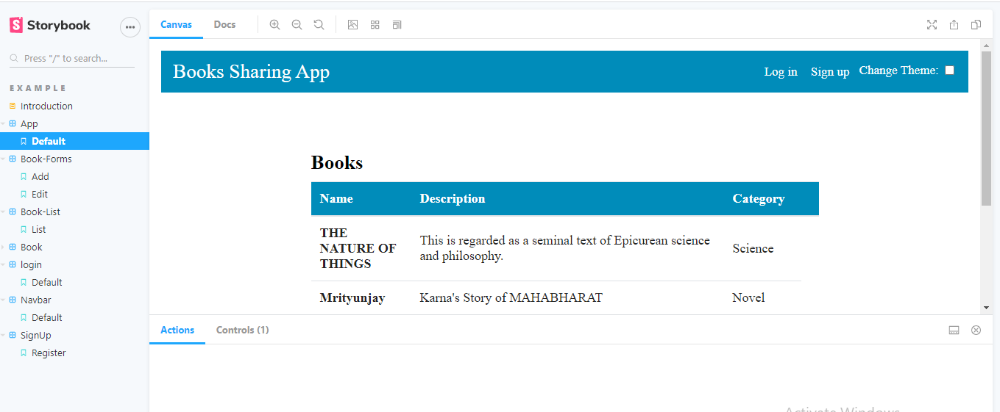 Storybook
Press "/" to search...
EXAMPLE
Introduction
App
Default
Book-Forms
Add
Edit
Book-List
List
Book
login
Default
Navbar
Default
SignUp
Register
Canvas
Docs
Books Sharing App
Log in
Sign up
Change Theme:
Books
Name Description Category
THE
NATURE OF
THINGS
This is regarded as a seminal text of Epicurean science
and philosophy.
Science
Mrityunjay Karna's Story of MAHABHARAT Novel
Actions
Controls (1)
Activate Windows